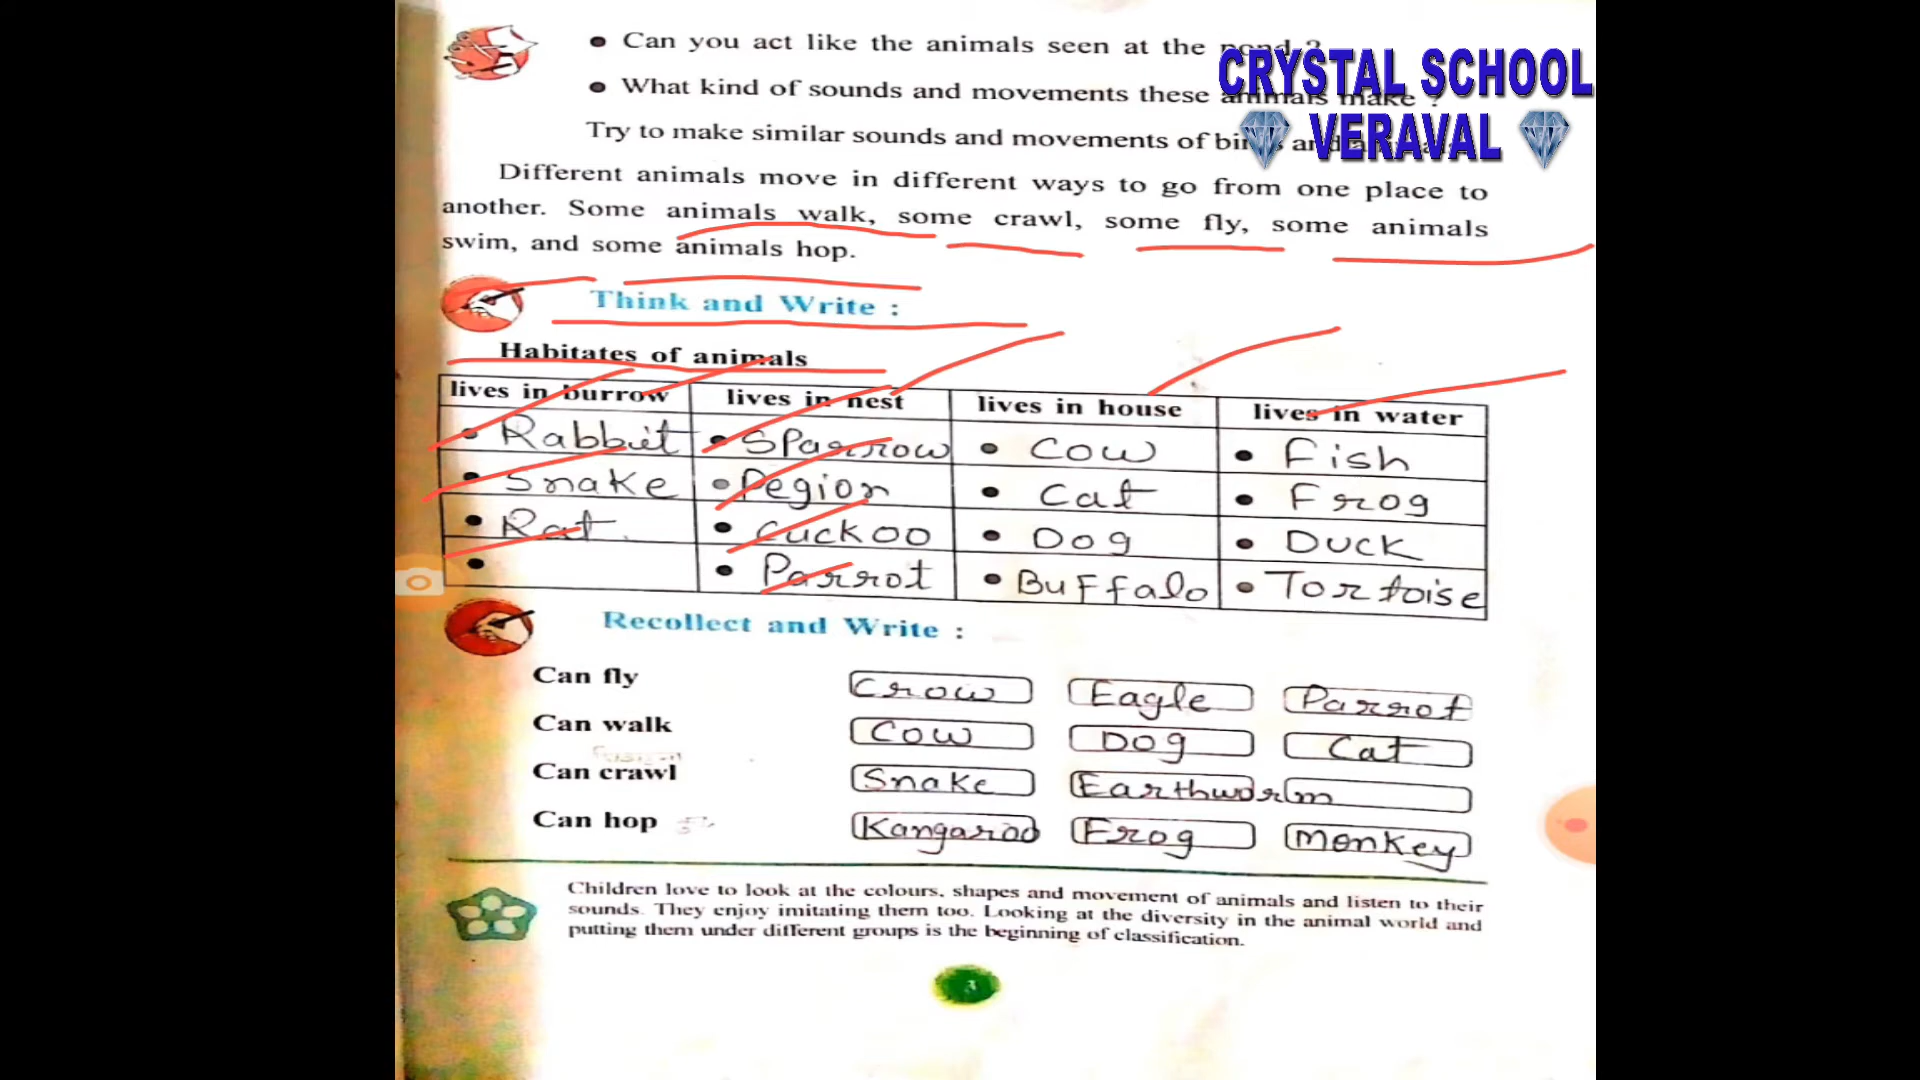 • Can you act like the animals seen at the pond ?
CRYSTAL SCHOOL
• What kind of sounds and movements these animals make ?
VERAVAL
Try to make similar sounds and movements of birds and
Different animals move in different ways to go from one place to
another. Some animals walk, some crawl, some fly, some animals
swim, and some animals hop.
Think and Write :
Habitates of animals
lives in burrow lives in nest lives in house lives in water
• Rabbit • Sparrow • Cow • Fish
• Snake • Pegion • Cat • Frog
• Rat. • Cuckoo • Dog • Duck
• • Parrot • Buffalo • Tortoise
Recollect and Write :
Can fly Crow Eagle Parrot
Can walk Cow Dog Cat
Can crawl Snake Earthworm
Can hop Kangaroo Frog Monkey
Children love to look at the colours, shapes and movement of animals and listen to their
sounds. They enjoy imitating them too. Looking at the diversity in the animal world and
putting them under different groups is the beginning of classification.
3